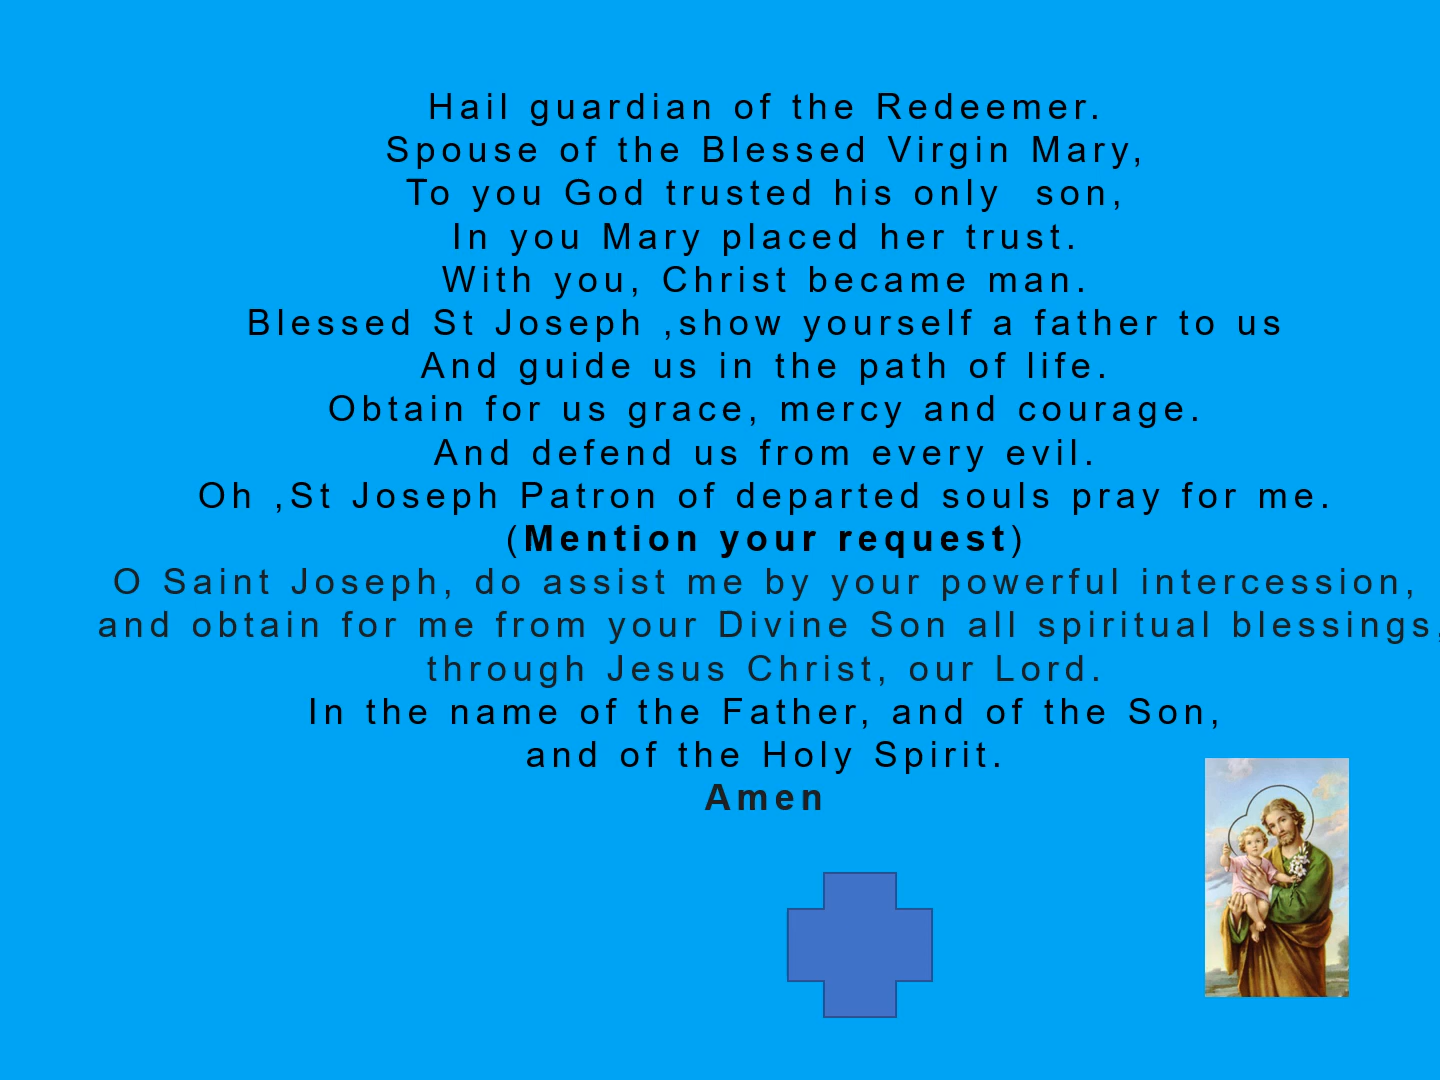 Hail guardian of the Redeemer.
Spouse of the Blessed Virgin Mary,
To you God trusted his only  son,
In you Mary placed her trust.
With you, Christ became man.
Blessed St Joseph ,show yourself a father to us
And guide us in the path of life.
Obtain for us grace, mercy and courage.
And defend us from every evil.
Oh ,St Joseph Patron of departed souls pray for me.
(Mention your request)
O Saint Joseph, do assist me by your powerful intercession,
and obtain for me from your Divine Son all spiritual blessings,
through Jesus Christ, our Lord.
In the name of the Father, and of the Son,
and of the Holy Spirit.
Amen